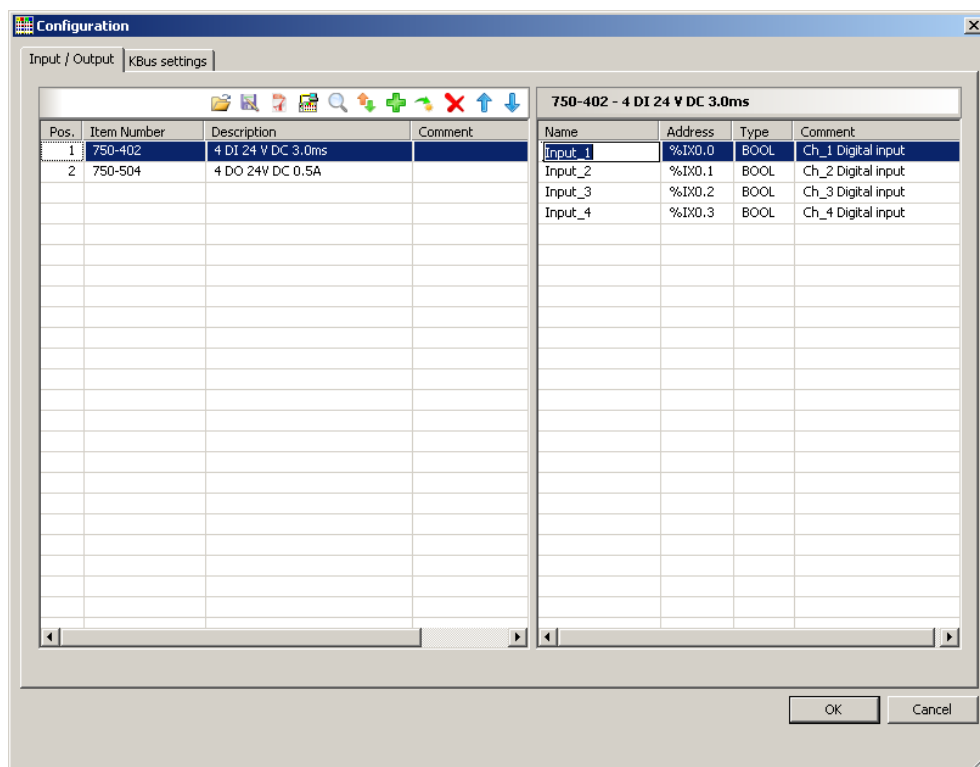 Configuration
Input / Output KBus settings
750-402 - 4 DI 24 V DC 3.0ms
Pos. Item Number Description Comment Name Address Type Comment
1 750-402 4 DI 24 V DC 3.0ms Input_1 %IX0.0 BOOL Ch_1 Digital input
2 750-504 4 DO 24V DC 0.5A Input_2 %IX0.1 BOOL Ch_2 Digital input
Input_3 %IX0.2 BOOL Ch_3 Digital input
Input_4 %IX0.3 BOOL Ch_4 Digital input
OK Cancel